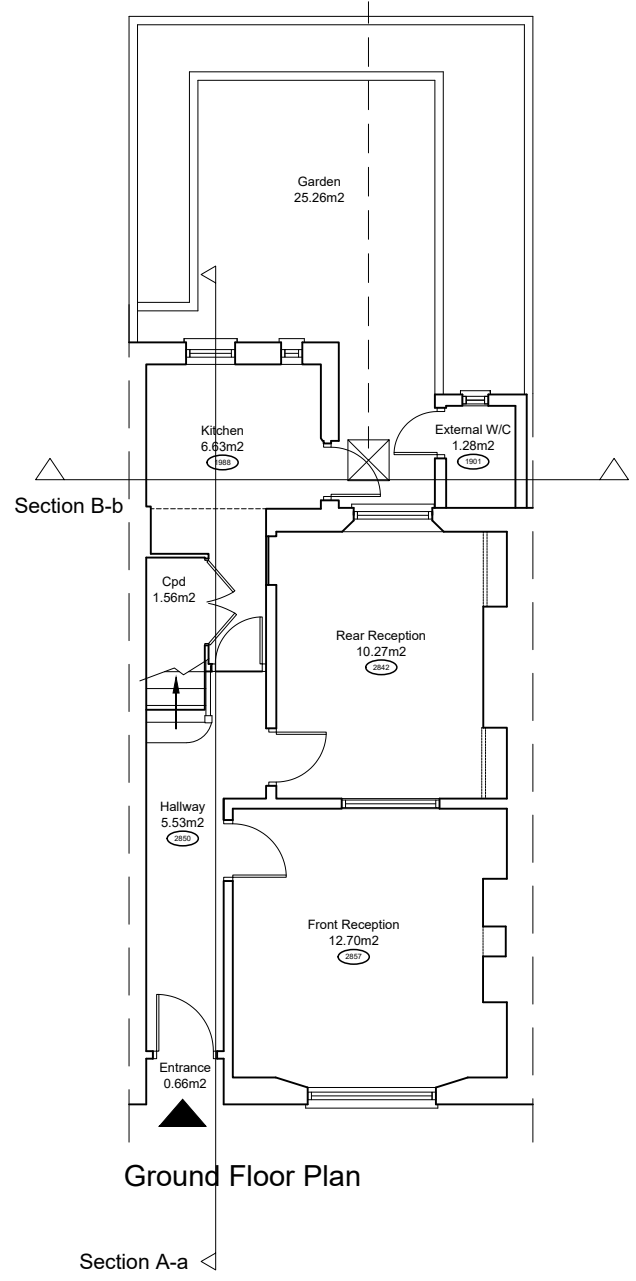 Garden
25.26m2
Kitchen
6.63m2
1988
External W/C
1.28m2
1901
Section B-b
Cpd
1.56m2
Rear Reception
10.27m2
2842
Hallway
5.53m2
2850
Front Reception
12.70m2
2857
Entrance
0.66m2
Ground Floor Plan
Section A-a